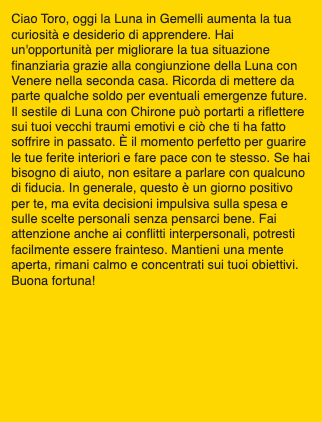 Ciao Toro, oggi la Luna in Gemelli aumenta la tua
curiosità e desiderio di apprendere. Hai
un'opportunità per migliorare la tua situazione
finanziaria grazie alla congiunzione della Luna con
Venere nella seconda casa. Ricorda di mettere da
parte qualche soldo per eventuali emergenze future.
Il sestile di Luna con Chirone può portarti a riflettere
sui tuoi vecchi traumi emotivi e ciò che ti ha fatto
soffrire in passato. È il momento perfetto per guarire
le tue ferite interiori e fare pace con te stesso. Se hai
bisogno di aiuto, non esitare a parlare con qualcuno
di fiducia. In generale, questo è un giorno positivo
per te, ma evita decisioni impulsiva sulla spesa e
sulle scelte personali senza pensarci bene. Fai
attenzione anche ai conflitti interpersonali, potresti
facilmente essere frainteso. Mantieni una mente
aperta, rimani calmo e concentrati sui tuoi obiettivi.
Buona fortuna!